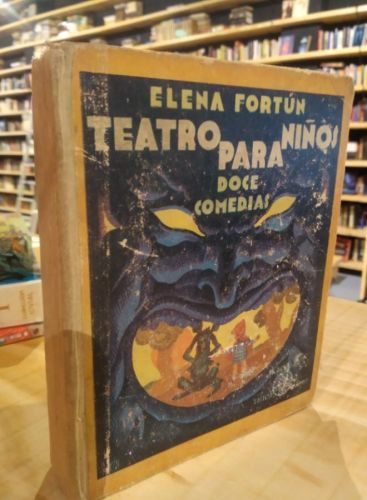 ELENA FORTÚN
TEATRO PARA NIÑOS
DOCE
COMEDIAS